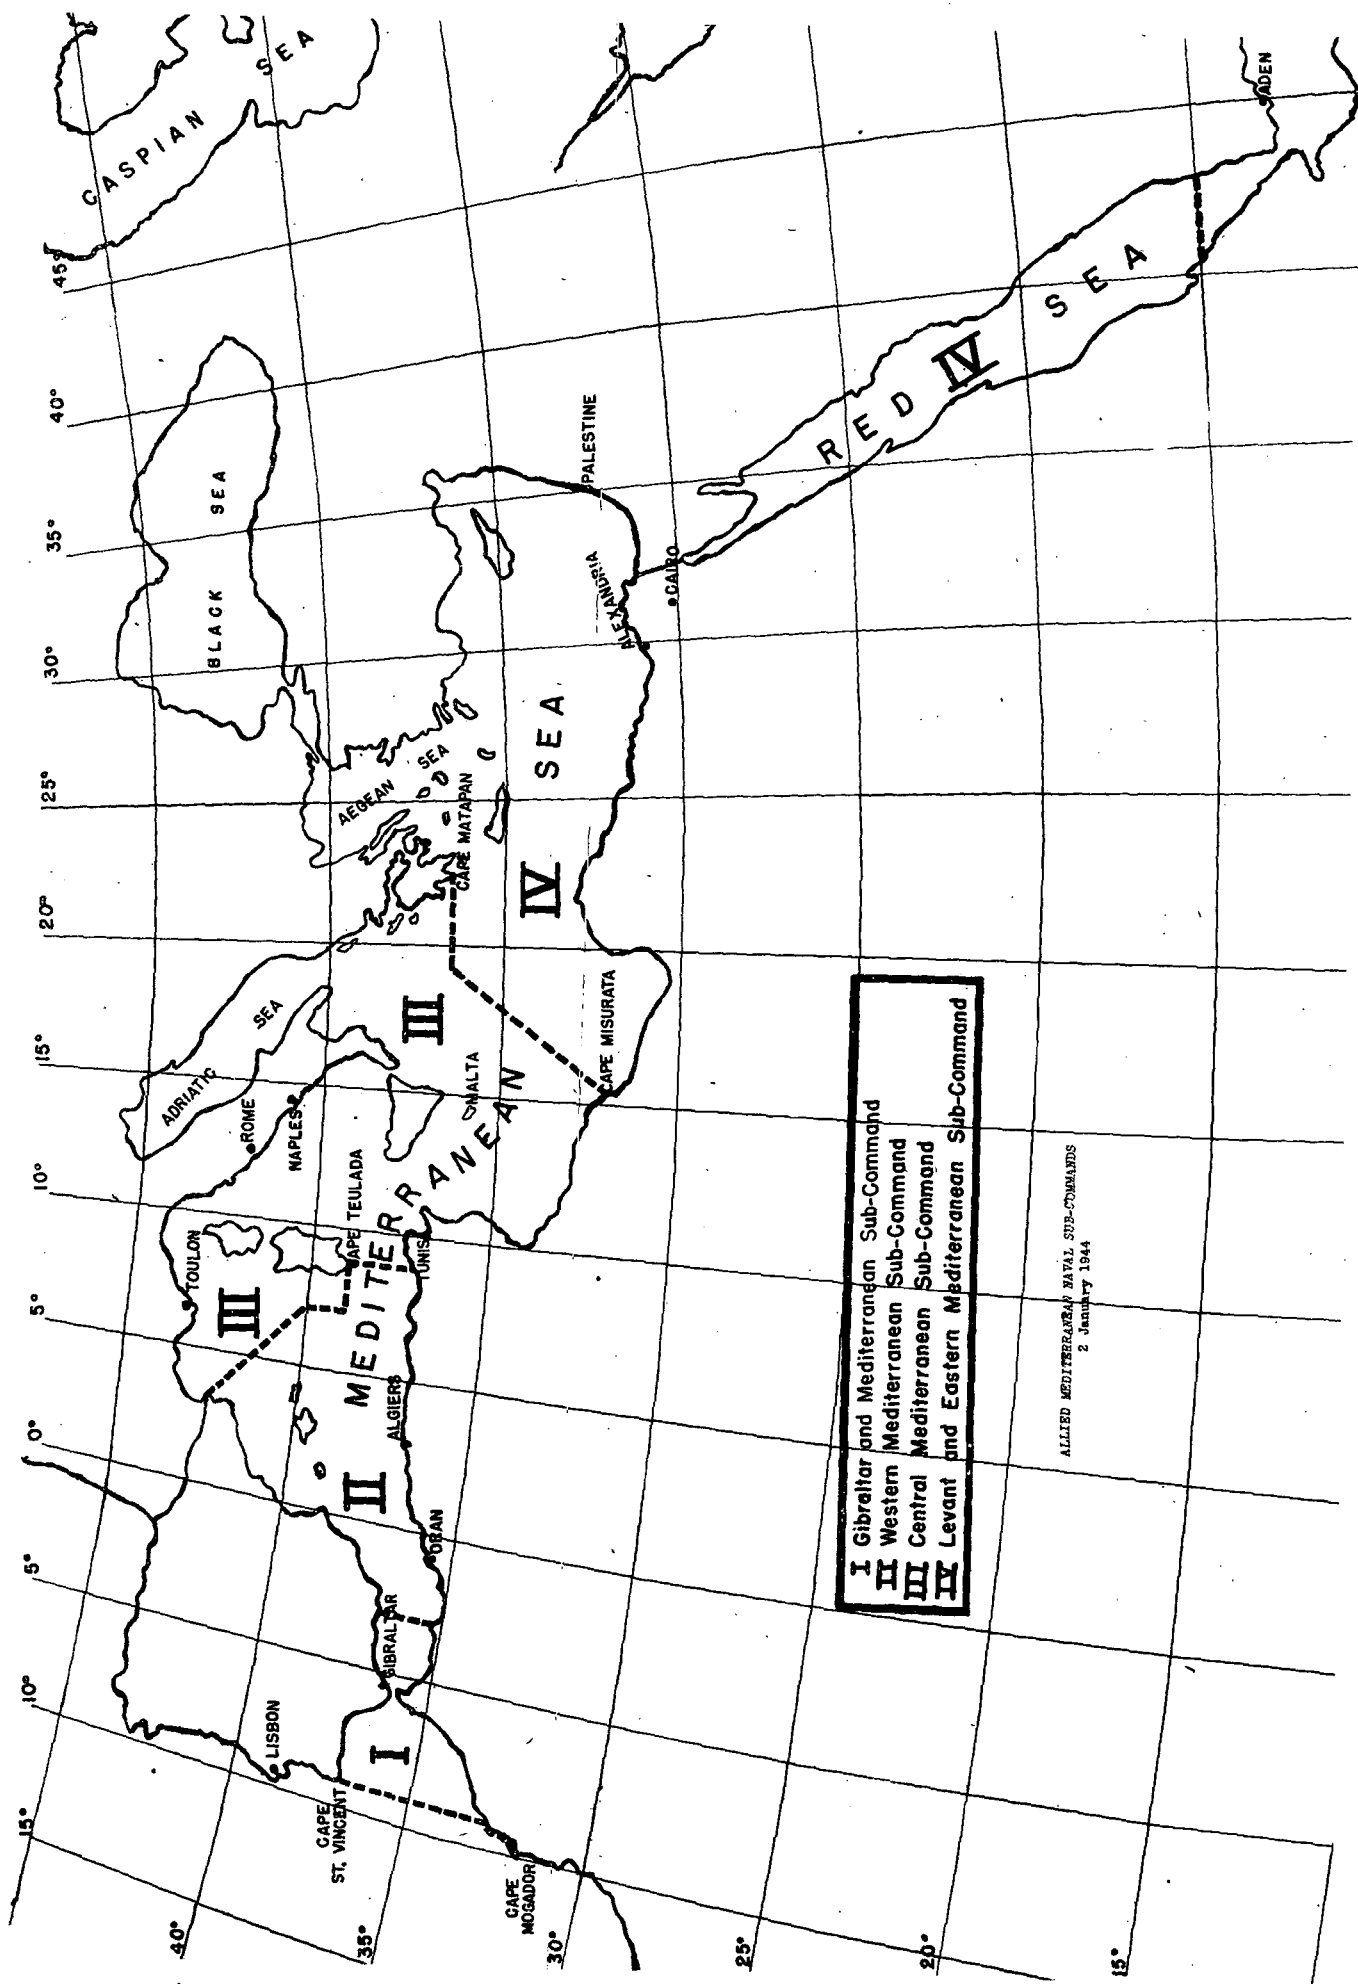 15°
10°
5°
0°
5°
10°
15°
20°
25°
30°
35°
40°
45°
40°
35°
30°
25°
20°
15°
CASPIAN
SEA
BLACK
SEA
ADRIATIC
SEA
AEGEAN
SEA
MEDITERRANEAN
SEA
RED
SEA
LISBON
CAPE
ST. VINCENT
CAPE
MOGADOR
GIBRALTAR
ORAN
ALGIERS
TOULON
CAPE TEULADA
TUNIS
ROME
NAPLES
MALTA
CAPE MISURATA
CAPE MATAPAN
ALEXANDRIA
CAIRO
PALESTINE
ADEN
I
II
III
III
IV
IV
I Gibraltar and Mediterranean Sub-Command
II Western Mediterranean Sub-Command
III Central Mediterranean Sub-Command
IV Levant and Eastern Mediterranean Sub-Command
ALLIED MEDITERRANEAN NAVAL SUB-COMMANDS
2 January 1944